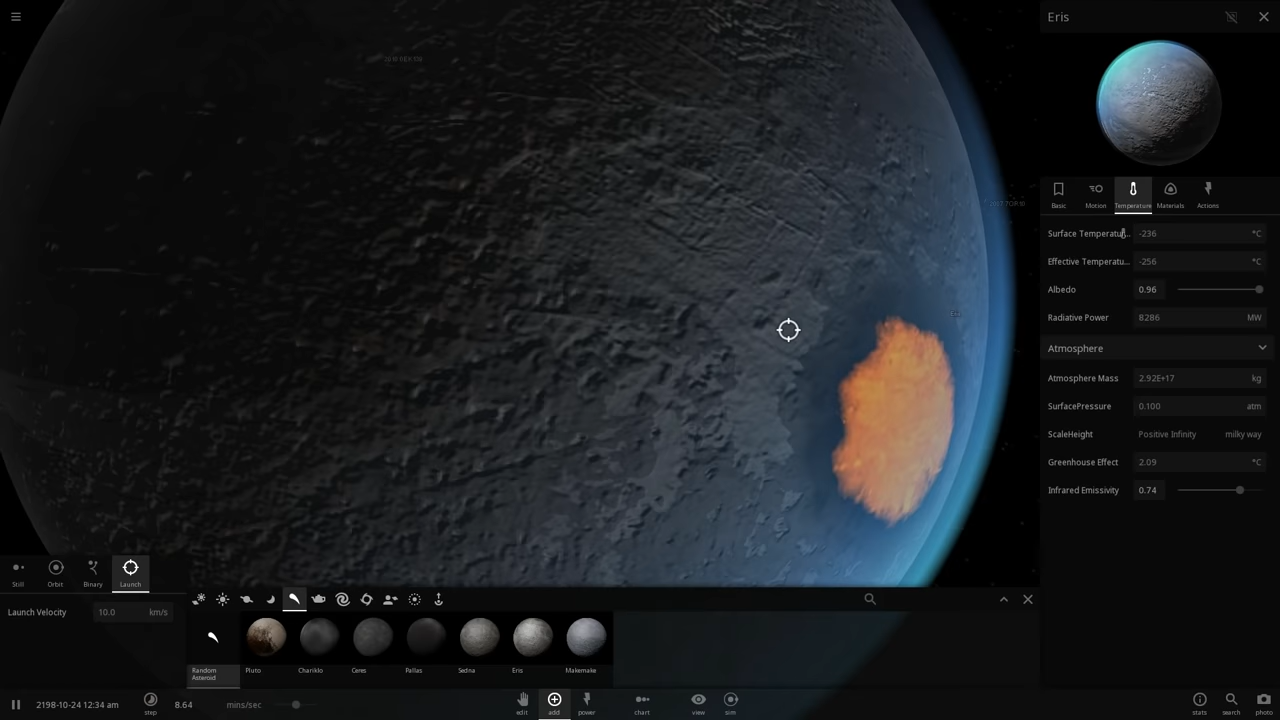 Eris
Basic
Motion
Temperature
Materials
Actions
Surface Temperatu...
-236 °C
Effective Temperatu...
-256 °C
Albedo
0.96
Radiative Power
8286 MW
Atmosphere
Atmosphere Mass
2.92E+17 kg
SurfacePressure
0.100 atm
ScaleHeight
Positive Infinity milky way
Greenhouse Effect
2.09 °C
Infrared Emissivity
0.74
Still
Orbit
Binary
Launch
Launch Velocity
10.0 km/s
Random
Asteroid
Pluto
Chariklo
Ceres
Pallas
Sedna
Eris
Makemake
2198-10-24 12:34 am
step
8.64 mins/sec
edit
add
power
chart
view
sim
stats
search
photo